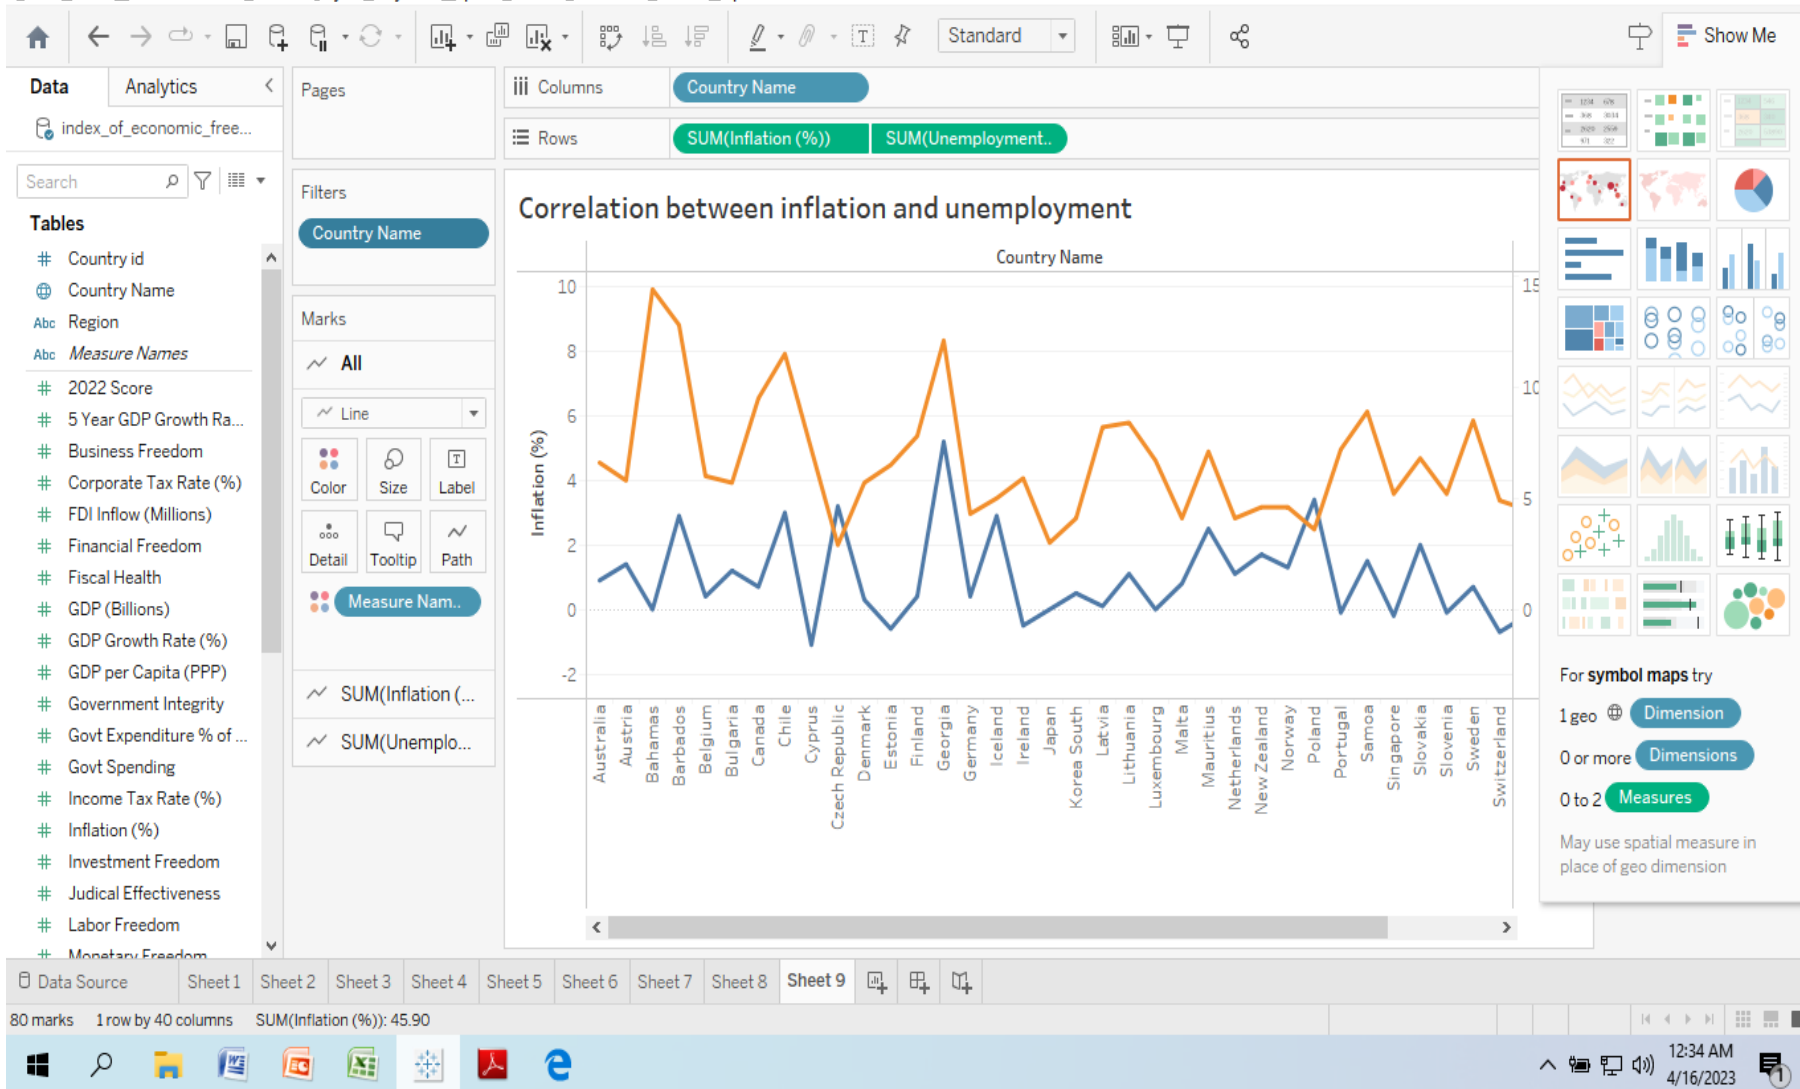 Standard
Show Me
Data
Analytics
index_of_economic_free...
Search
Tables
Country id
Country Name
Abc Region
Abc Measure Names
2022 Score
5 Year GDP Growth Ra...
Business Freedom
Corporate Tax Rate (%)
FDI Inflow (Millions)
Financial Freedom
Fiscal Health
GDP (Billions)
GDP Growth Rate (%)
GDP per Capita (PPP)
Government Integrity
Govt Expenditure % of ...
Govt Spending
Income Tax Rate (%)
Inflation (%)
Investment Freedom
Judical Effectiveness
Labor Freedom
Monetary Freedom
Pages
Filters
Country Name
Marks
All
Line
Color
Size
Label
Detail
Tooltip
Path
Measure Nam..
SUM(Inflation (...
SUM(Unemplo...
Columns
Country Name
Rows
SUM(Inflation (%))
SUM(Unemployment..
Correlation between inflation and unemployment
Country Name
Inflation (%)
10
8
6
4
2
0
-2
15
10
5
0
Australia
Austria
Bahamas
Barbados
Belgium
Bulgaria
Canada
Chile
Cyprus
Czech Republic
Denmark
Estonia
Finland
Georgia
Germany
Iceland
Ireland
Japan
Korea South
Latvia
Lithuania
Luxembourg
Malta
Mauritius
Netherlands
New Zealand
Norway
Poland
Portugal
Samoa
Singapore
Slovakia
Slovenia
Sweden
Switzerland
For symbol maps try
1 geo Dimension
0 or more Dimensions
0 to 2 Measures
May use spatial measure in
place of geo dimension
Data Source
Sheet 1
Sheet 2
Sheet 3
Sheet 4
Sheet 5
Sheet 6
Sheet 7
Sheet 8
Sheet 9
80 marks
1 row by 40 columns
SUM(Inflation (%)): 45.90
12:34 AM
4/16/2023
1